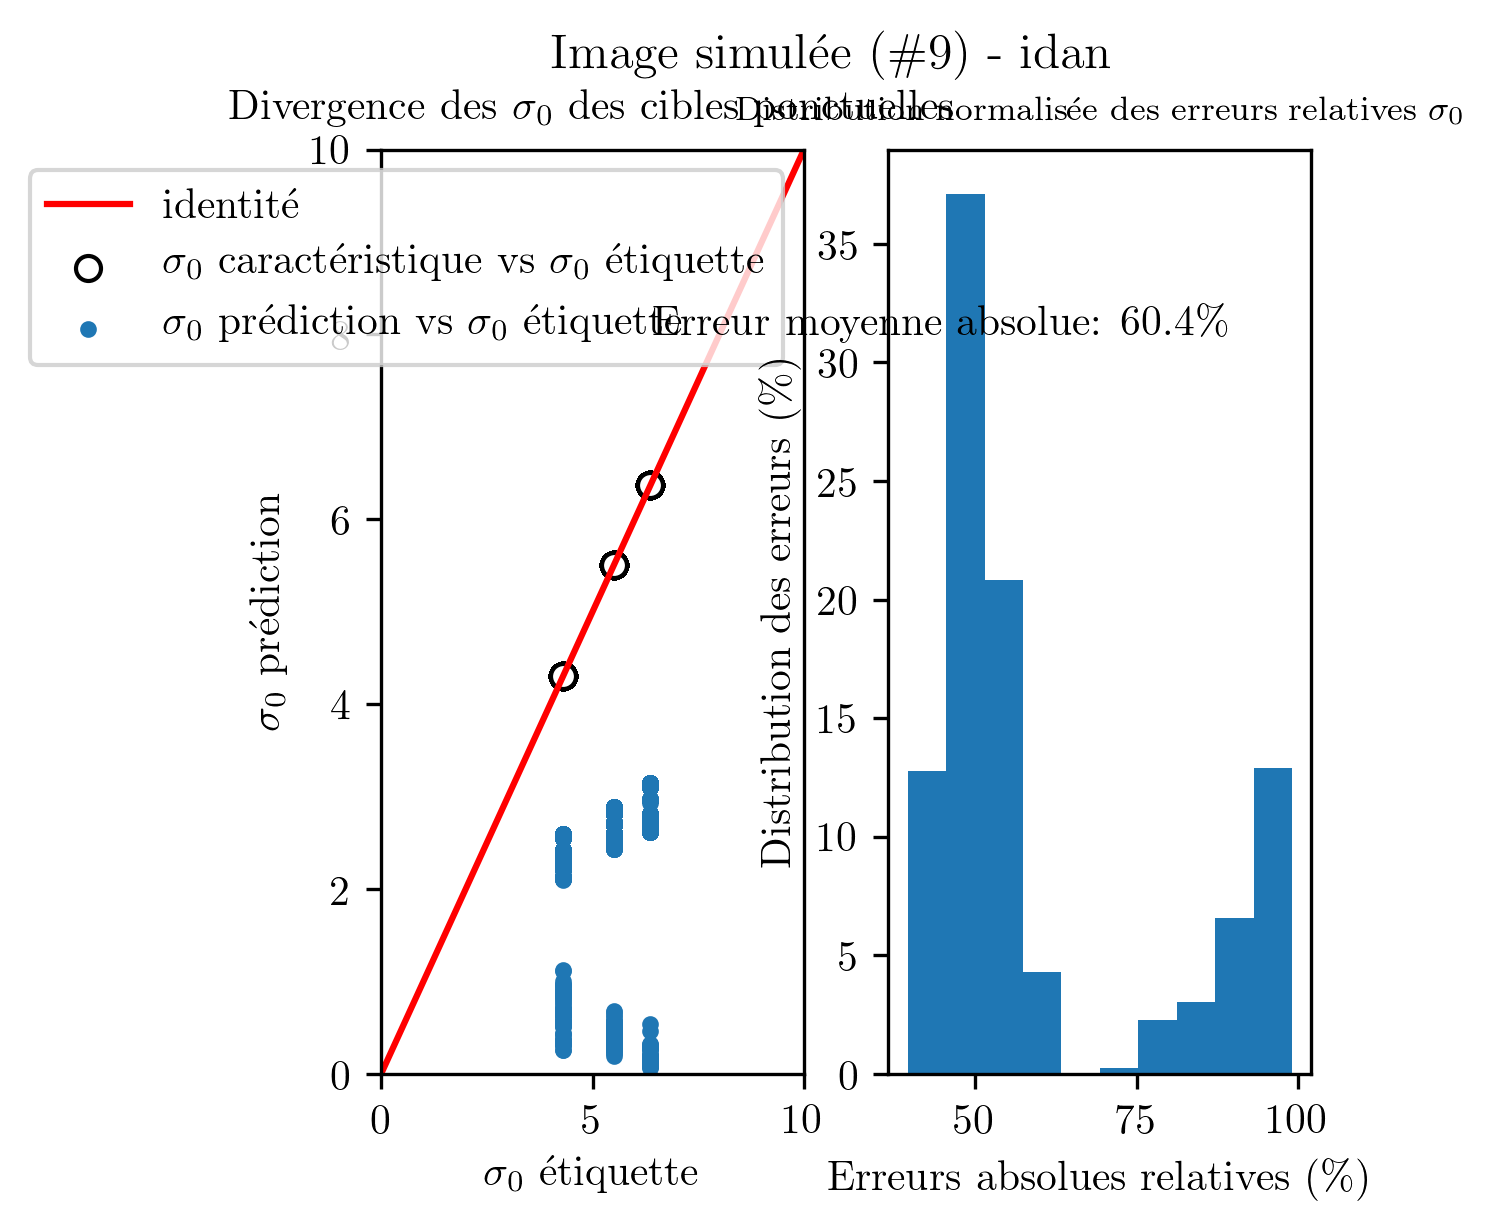 Image simulée (#9) - idan
Divergence des σ₀ des cibles ponctuelles
Distribution normalisée des erreurs relatives σ₀
identité
σ₀ caractéristique vs σ₀ étiquette
σ₀ prédiction vs σ₀ étiquette
Erreur moyenne absolue: 60.4%
10
8
6
4
2
0
σ₀ prédiction
0 5 10
σ₀ étiquette
35
30
25
20
15
10
5
0
Distribution des erreurs (%)
50 75 100
Erreurs absolues relatives (%)